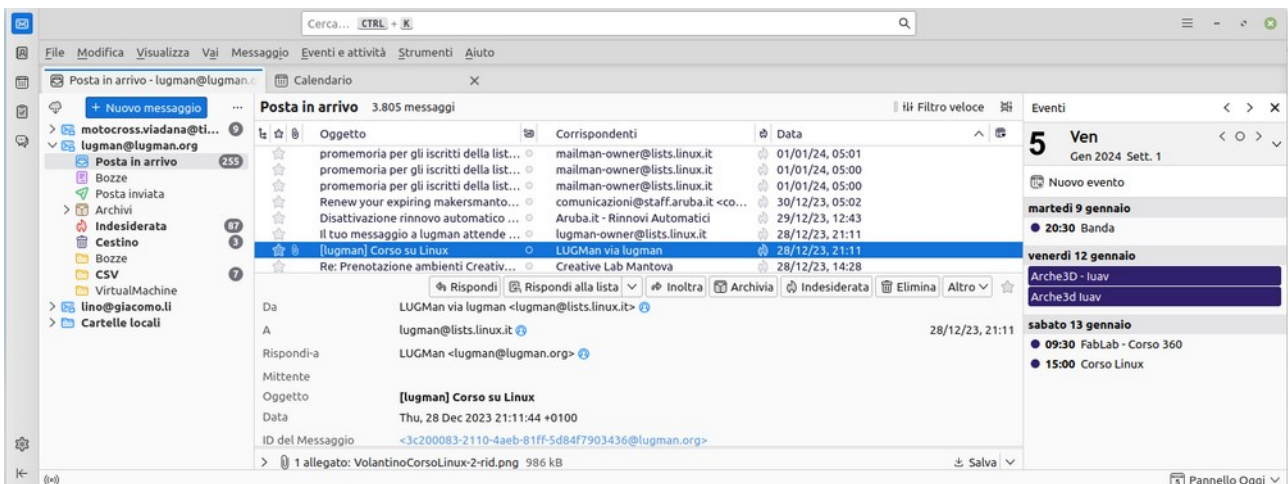 Cerca... CTRL + K
File Modifica Visualizza Vai Messaggio Eventi e attività Strumenti Aiuto
Posta in arrivo - lugman@lugman.o
Calendario
+ Nuovo messaggio
motocross.viadana@ti... 9
lugman@lugman.org
Posta in arrivo 255
Bozze
Posta inviata
Archivi
Indesiderata 87
Cestino 3
Bozze
CSV 7
VirtualMachine
lino@giacomo.li
Cartelle locali
Posta in arrivo 3.805 messaggi Filtro veloce
Oggetto Corrispondenti Data
promemoria per gli iscritti della list... mailman-owner@lists.linux.it 01/01/24, 05:01
promemoria per gli iscritti della list... mailman-owner@lists.linux.it 01/01/24, 05:00
promemoria per gli iscritti della list... mailman-owner@lists.linux.it 01/01/24, 05:00
Renew your expiring makersmanto... comunicazioni@staff.aruba.it <co... 30/12/23, 05:02
Disattivazione rinnovo automatico ... Aruba.it - Rinnovi Automatici 29/12/23, 12:43
Il tuo messaggio a lugman attende ... lugman-owner@lists.linux.it 28/12/23, 21:11
[lugman] Corso su Linux LUGMan via lugman 28/12/23, 21:11
Re: Prenotazione ambienti Creativ... Creative Lab Mantova 28/12/23, 14:28
Rispondi Rispondi alla lista Inoltra Archivia Indesiderata Elimina Altro
Da LUGMan via lugman <lugman@lists.linux.it>
A lugman@lists.linux.it 28/12/23, 21:11
Rispondi-a LUGMan <lugman@lugman.org>
Mittente
Oggetto [lugman] Corso su Linux
Data Thu, 28 Dec 2023 21:11:44 +0100
ID del Messaggio <3c200083-2110-4aeb-81ff-5d84f7903436@lugman.org>
1 allegato: VolantinoCorsoLinux-2-rid.png 986 kB Salva
Eventi
5 Ven
Gen 2024 Sett. 1
Nuovo evento
martedì 9 gennaio
20:30 Banda
venerdì 12 gennaio
Arche3D - Iuav
Arche3d Iuav
sabato 13 gennaio
09:30 FabLab - Corso 360
15:00 Corso Linux
5 Pannello Oggi